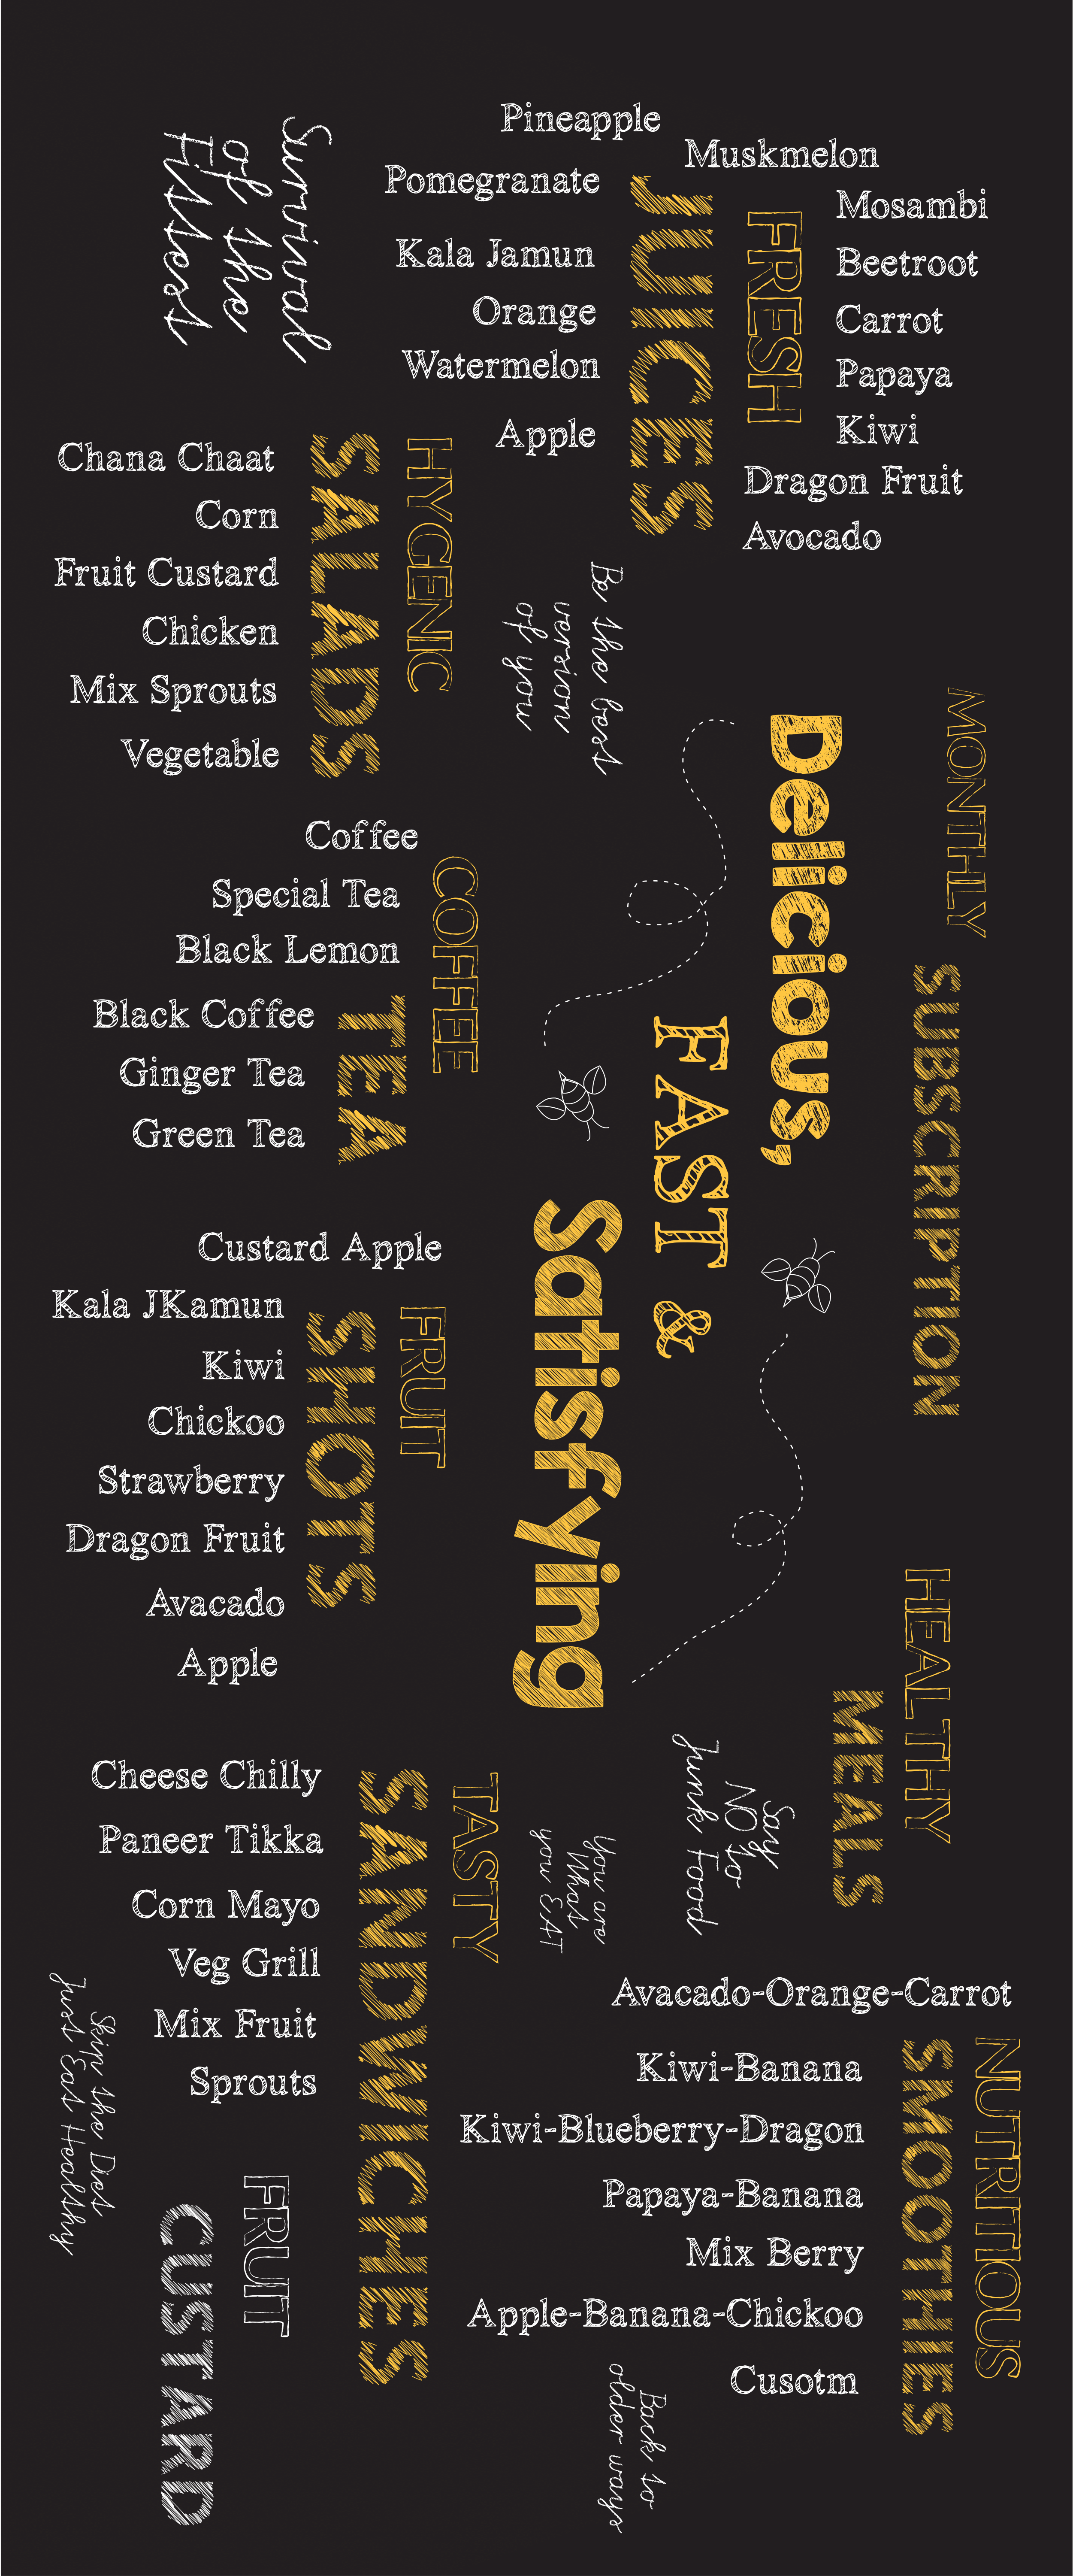 Survival
of the
Fittest
Pineapple
Muskmelon
Pomegranate
Mosambi
Kala Jamun
Beetroot
Orange
Carrot
Watermelon
Papaya
Apple
Kiwi
Dragon Fruit
Avocado
FRESH
JUICES
HYGENIC
SALADS
Chana Chaat
Corn
Fruit Custard
Chicken
Mix Sprouts
Vegetable
Be the best
version
of you
MONTHLY
SUBSCRIPTION
Delicious,
FAST &
Satisfying
COFFEE
TEA
Coffee
Special Tea
Black Lemon
Black Coffee
Ginger Tea
Green Tea
FRUIT
SHOTS
Custard Apple
Kala JKamun
Kiwi
Chickoo
Strawberry
Dragon Fruit
Avacado
Apple
HEALTHY
MEALS
Say
NO to
Junk Food
You are
What
you EAT
TASTY
SANDWICHES
Cheese Chilly
Paneer Tikka
Corn Mayo
Veg Grill
Mix Fruit
Sprouts
Skip the Diet
Just Eat Healthy
FRUIT
CUSTARD
NUTRITIOUS
SMOOTHIES
Avacado-Orange-Carrot
Kiwi-Banana
Kiwi-Blueberry-Dragon
Papaya-Banana
Mix Berry
Apple-Banana-Chickoo
Cusotm
Back to
older ways